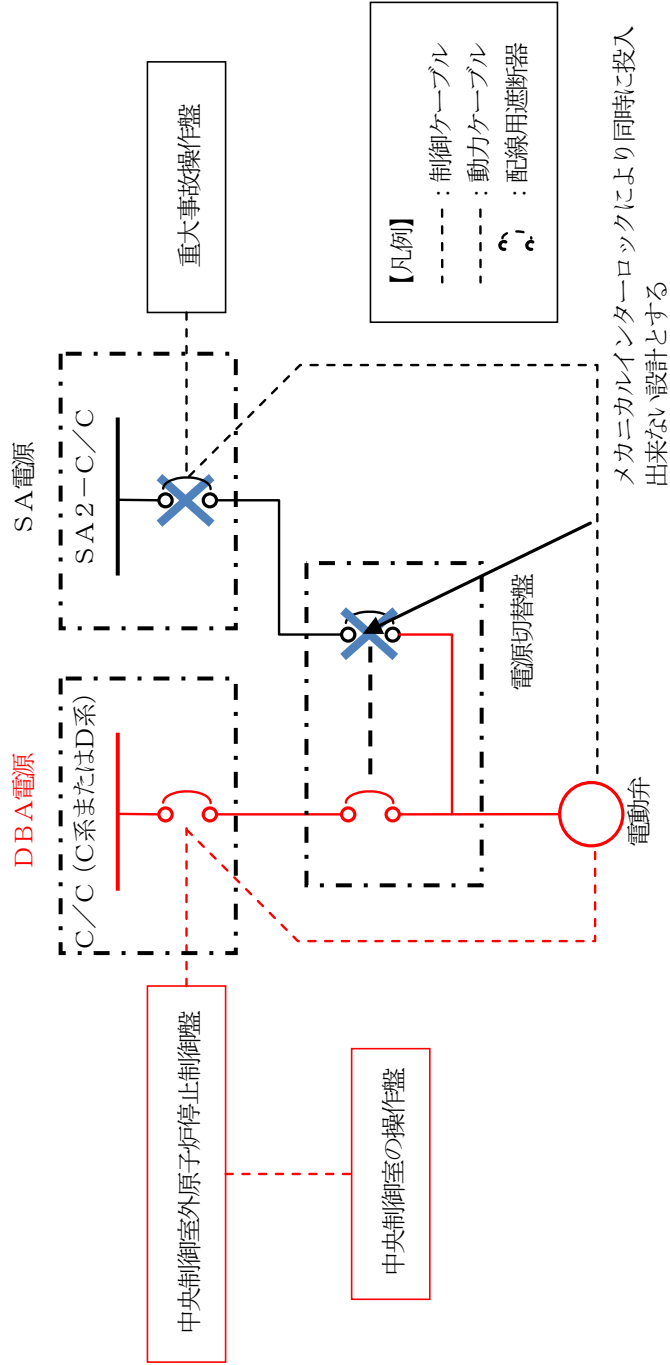 DBA電源
C/C (C系またはD系)
SA電源
SA2-C/C
中央制御室外原子炉停止制御盤
中央制御室の操作盤
重大事故操作盤
電源切替盤
電動弁
【凡例】
:制御ケーブル
:動力ケーブル
:配線用遮断器
メカニカルインターロックにより同時に投入
出来ない設計とする